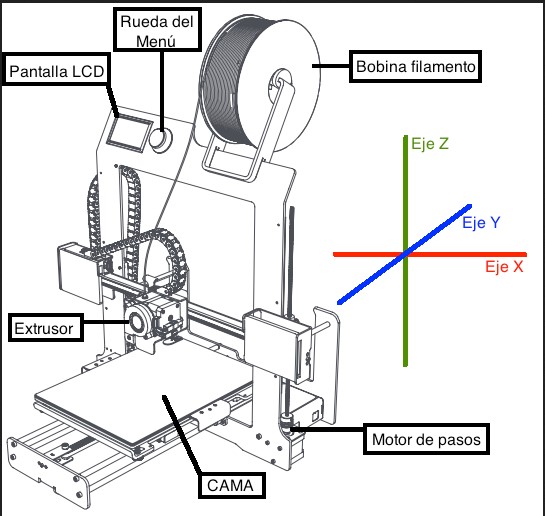 Rueda del
Menú
Pantalla LCD
Bobina filamento
Eje Z
Eje Y
Eje X
Extrusor
Motor de pasos
CAMA